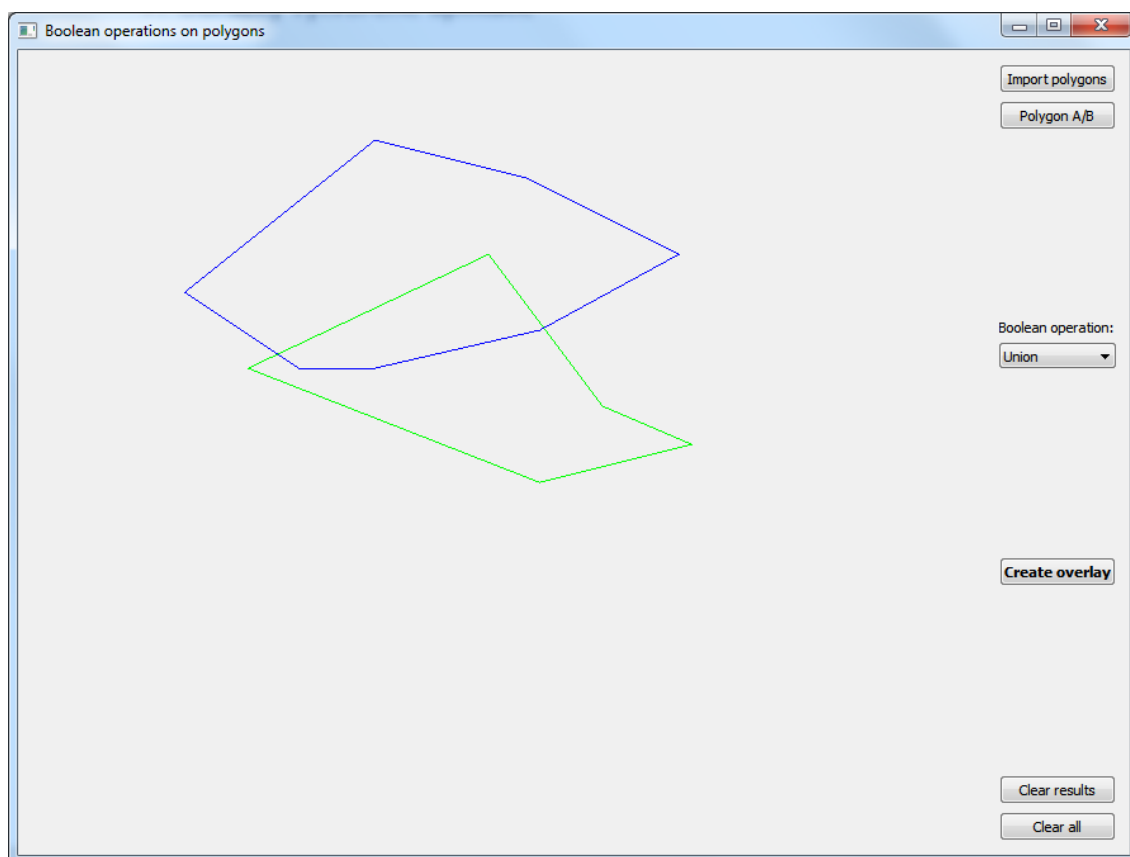 Boolean operations on polygons
Import polygons
Polygon A/B
Boolean operation:
Union
Create overlay
Clear results
Clear all